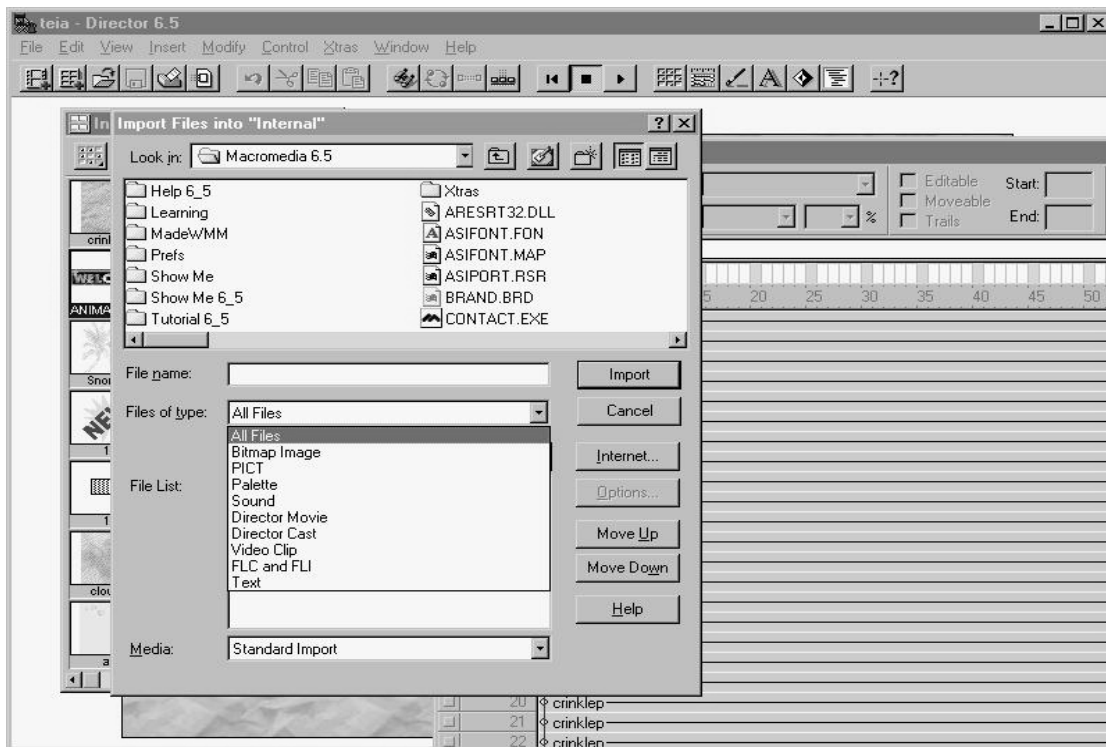 teia - Director 6.5
File Edit View Insert Modify Control Xtras Window Help
Import Files into "Internal"
Look in: Macromedia 6.5
Help 6_5
Learning
MadeWMM
Prefs
Show Me
Show Me 6_5
Tutorial 6_5
Xtras
ARESRT32.DLL
ASIFONT.FON
ASIFONT.MAP
ASIPORT.RSR
BRAND.BRD
CONTACT.EXE
File name:
Import
Files of type: All Files
Cancel
All Files
Bitmap Image
PICT
Palette
Sound
Director Movie
Director Cast
Video Clip
FLC and FLI
Text
File List:
Internet...
Options...
Move Up
Move Down
Help
Media: Standard Import
Editable
Moveable
Trails
Start:
End:
%
5 20 25 30 35 40 45 50
20 crinklep
21 crinklep
22 crinklep